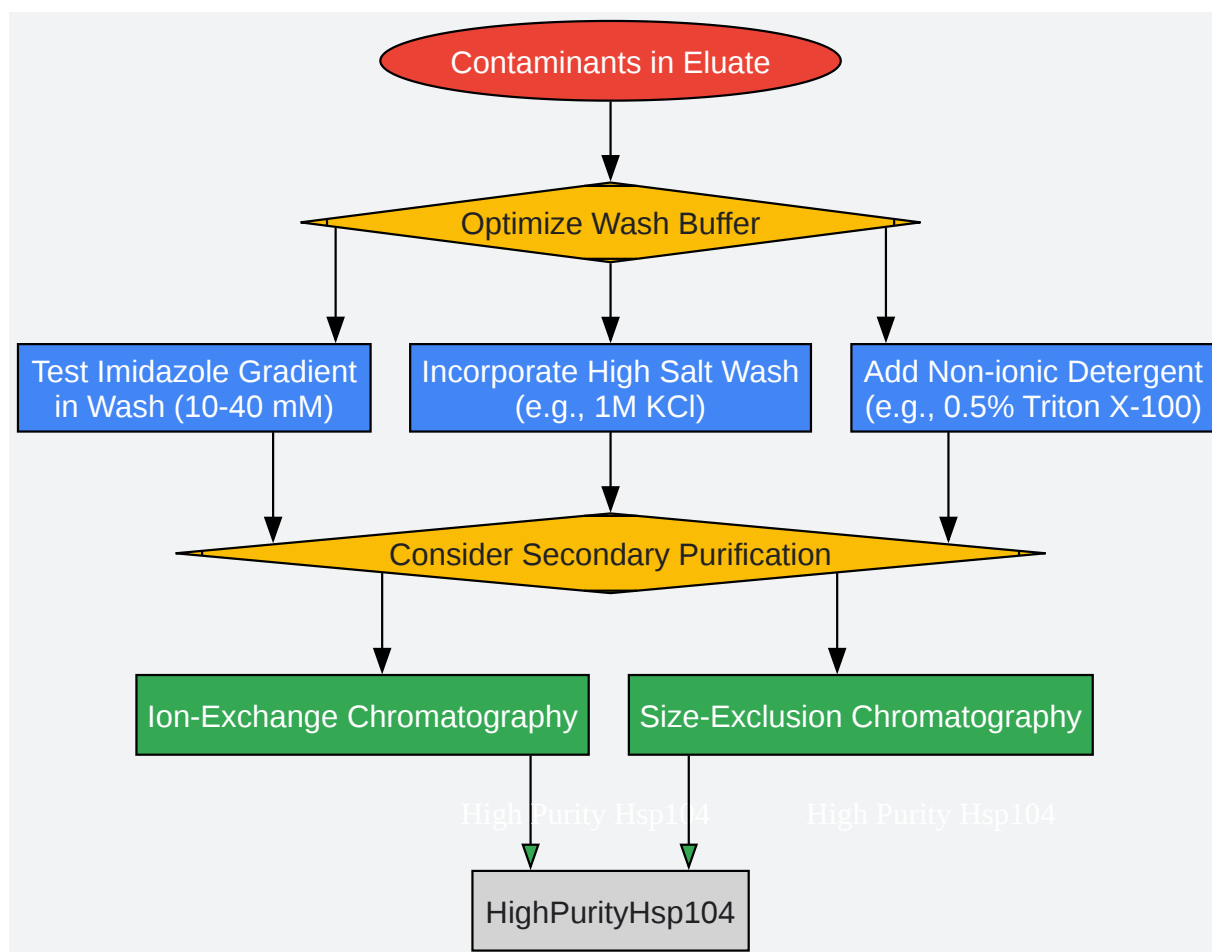 Contaminants in Eluate
Optimize Wash Buffer
Test Imidazole Gradient
in Wash (10-40 mM)
Incorporate High Salt Wash
(e.g., 1M KCl)
Add Non-ionic Detergent
(e.g., 0.5% Triton X-100)
Consider Secondary Purification
Ion-Exchange Chromatography
Size-Exclusion Chromatography
High Purity Hsp104
High Purity Hsp104
HighPurityHsp104